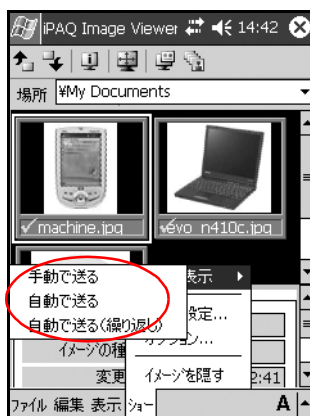 iPAQ Image Viewer 14:42
場所 ¥My Documents
machine.jpg evo n410c.jpg
手動で送る
自動で送る
自動で送る(繰り返し)
表示
設定...
オプション...
イメージの種
変更
イメージを隠す
2:41
ファイル 編集 表示 ショー A